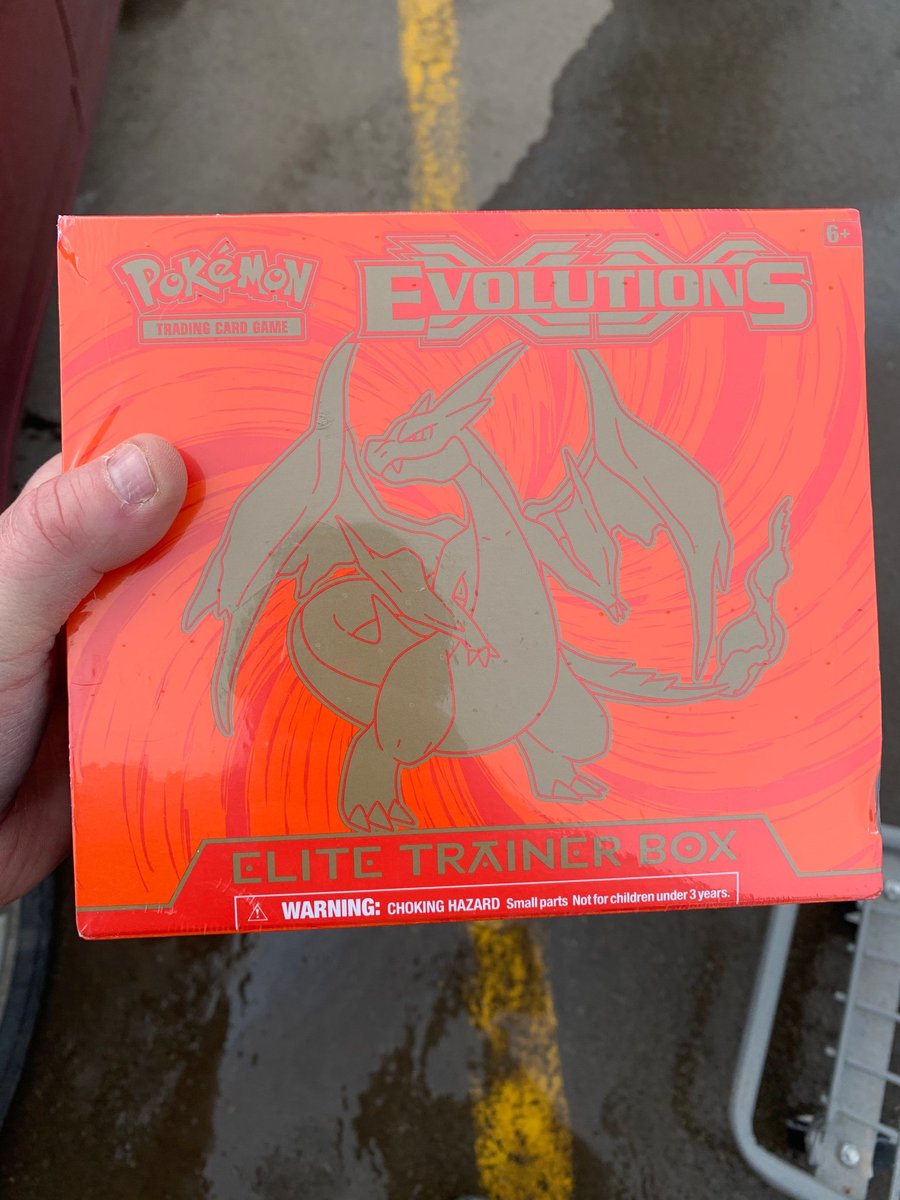 POKéMON
TRADING CARD GAME
XY
EVOLUTIONS
6+
ELITE TRAINER BOX
WARNING: CHOKING HAZARD Small parts Not for children under 3 years.